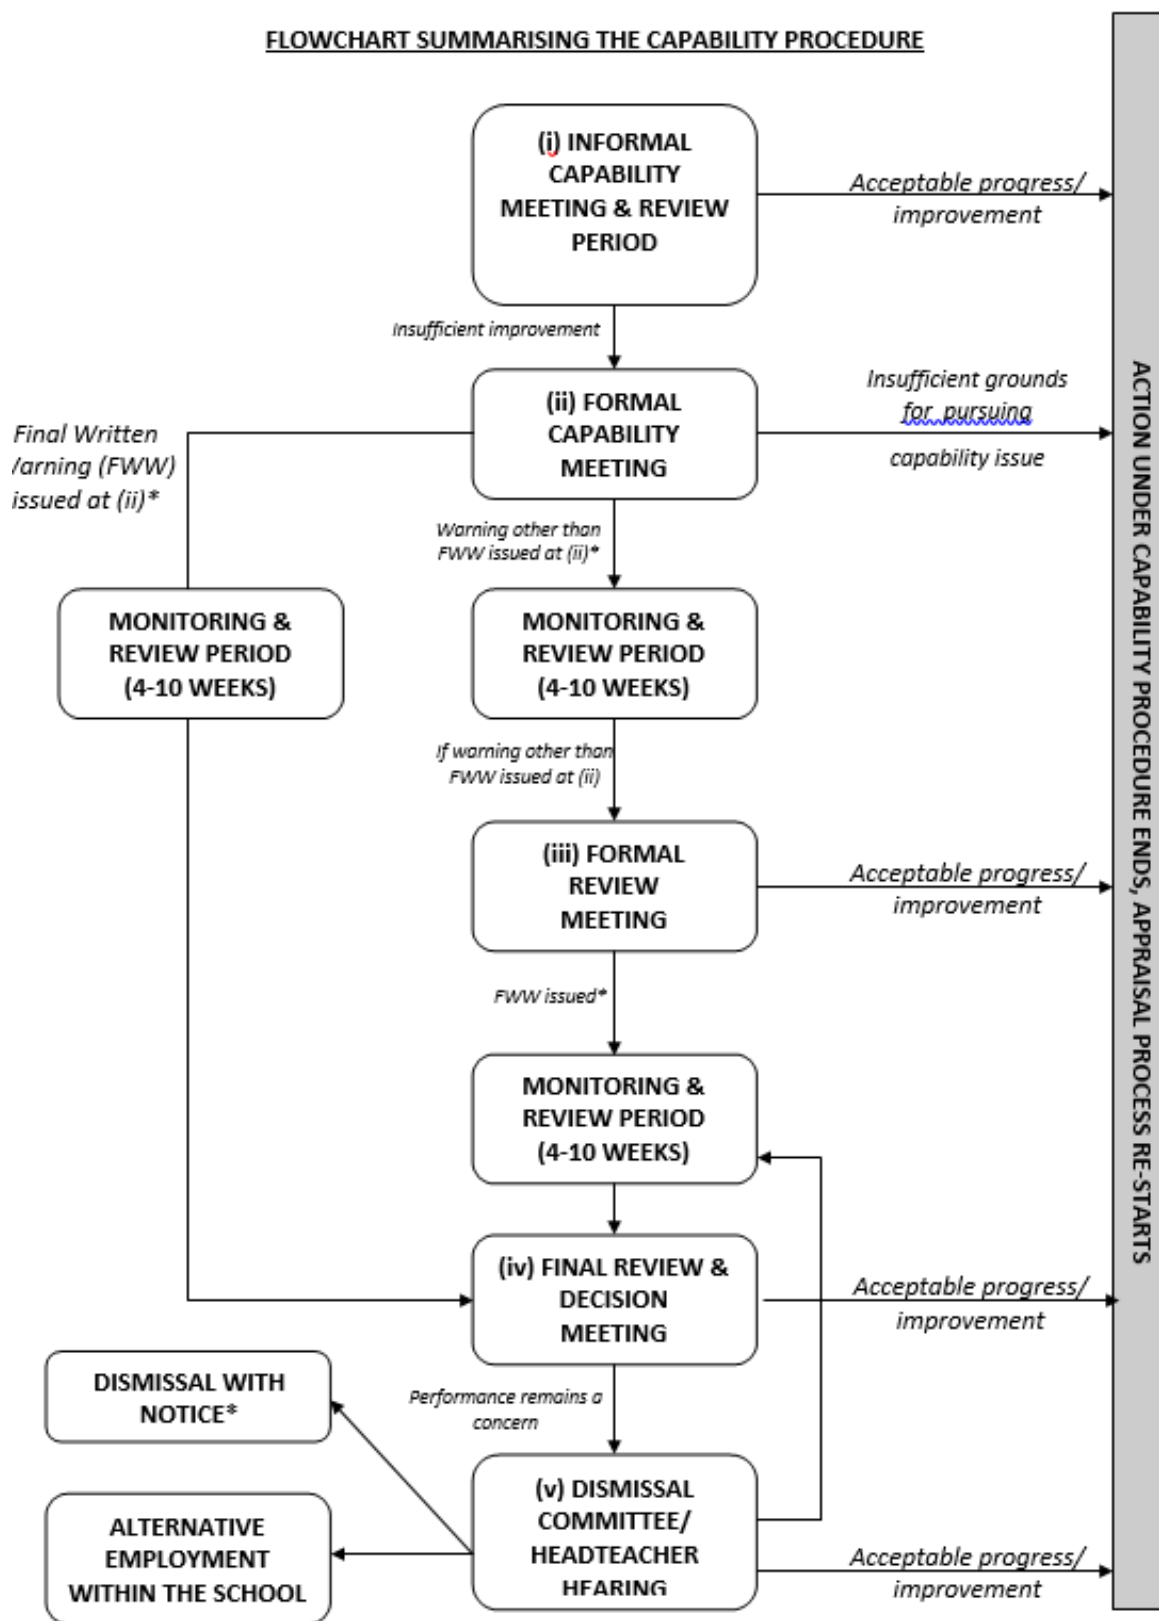 FLOWCHART SUMMARISING THE CAPABILITY PROCEDURE
(i) INFORMAL
CAPABILITY
MEETING & REVIEW
PERIOD
Acceptable progress/
improvement
Insufficient improvement
(ii) FORMAL
CAPABILITY
MEETING
Insufficient grounds
for pursuing
capability issue
Final Written
/arning (FWW)
issued at (ii)*
Warning other than
FWW issued at (ii)*
MONITORING &
REVIEW PERIOD
(4-10 WEEKS)
MONITORING &
REVIEW PERIOD
(4-10 WEEKS)
If warning other than
FWW issued at (ii)
(iii) FORMAL
REVIEW
MEETING
Acceptable progress/
improvement
FWW issued*
MONITORING &
REVIEW PERIOD
(4-10 WEEKS)
(iv) FINAL REVIEW &
DECISION
MEETING
Acceptable progress/
improvement
DISMISSAL WITH
NOTICE*
Performance remains a
concern
(v) DISMISSAL
COMMITTEE/
HEADTEACHER
HEARING
ALTERNATIVE
EMPLOYMENT
WITHIN THE SCHOOL
Acceptable progress/
improvement
ACTION UNDER CAPABILITY PROCEDURE ENDS, APPRAISAL PROCESS RE-STARTS